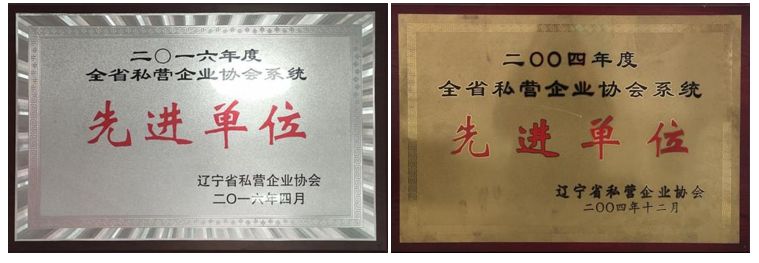 二〇一六年度
全省私营企业协会系统
先进单位
辽宁省私营企业协会
二〇一六年四月
二〇〇四年度
全省私营企业协会系统
先进单位
辽宁省私营企业协会
二〇〇四年十二月